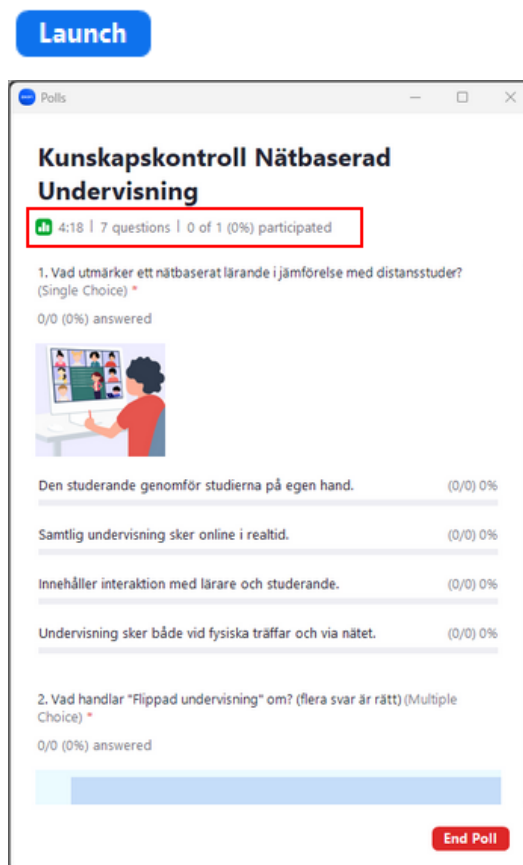 Launch
Polls
Kunskapskontroll Nätbaserad
Undervisning
4:18 | 7 questions | 0 of 1 (0%) participated
1. Vad utmärker ett nätbaserat lärande i jämförelse med distansstuder?
(Single Choice) *
0/0 (0%) answered
Den studerande genomför studierna på egen hand. (0/0) 0%
Samtlig undervisning sker online i realtid. (0/0) 0%
Innehåller interaktion med lärare och studerande. (0/0) 0%
Undervisning sker både vid fysiska träffar och via nätet. (0/0) 0%
2. Vad handlar "Flippad undervisning" om? (flera svar är rätt) (Multiple
Choice) *
0/0 (0%) answered
End Poll